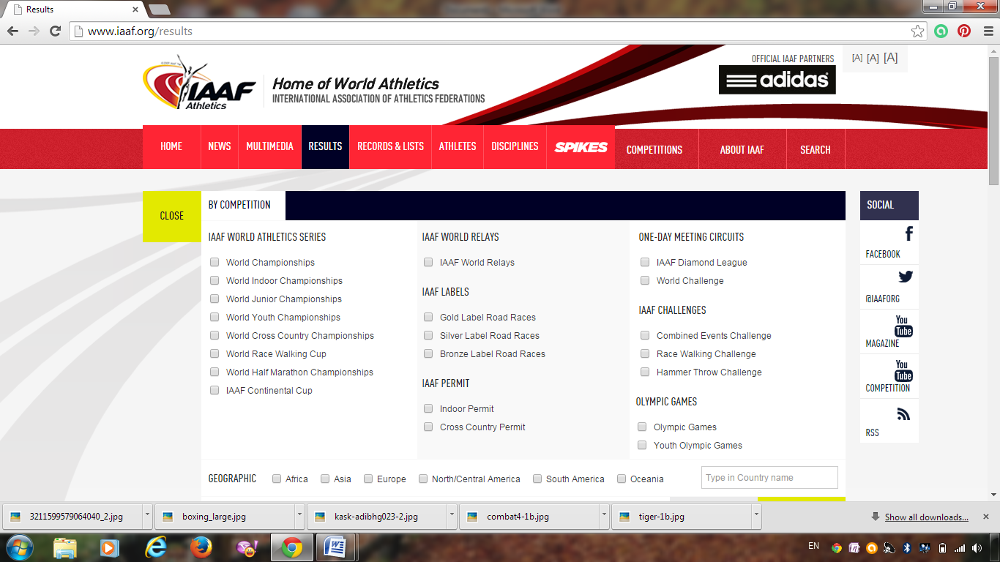 Results
www.iaaf.org/results
IAAF
Athletics
Home of World Athletics
INTERNATIONAL ASSOCIATION OF ATHLETICS FEDERATIONS
OFFICIAL IAAF PARTNERS
adidas
[A] [A] [A]
HOME NEWS MULTIMEDIA RESULTS RECORDS & LISTS ATHLETES DISCIPLINES SPIKES COMPETITIONS ABOUT IAAF SEARCH
CLOSE
BY COMPETITION
IAAF WORLD ATHLETICS SERIES
World Championships
World Indoor Championships
World Junior Championships
World Youth Championships
World Cross Country Championships
World Race Walking Cup
World Half Marathon Championships
IAAF Continental Cup
IAAF WORLD RELAYS
IAAF World Relays
IAAF LABELS
Gold Label Road Races
Silver Label Road Races
Bronze Label Road Races
IAAF PERMIT
Indoor Permit
Cross Country Permit
ONE-DAY MEETING CIRCUITS
IAAF Diamond League
World Challenge
IAAF CHALLENGES
Combined Events Challenge
Race Walking Challenge
Hammer Throw Challenge
OLYMPIC GAMES
Olympic Games
Youth Olympic Games
GEOGRAPHIC Africa Asia Europe North/Central America South America Oceania Type in Country name
SOCIAL
FACEBOOK
@IAAFORG
You
Tube
MAGAZINE
You
Tube
COMPETITION
RSS
3211599579064040_2.jpg boxing_large.jpg kask-adibhg023-2.jpg combat4-1b.jpg tiger-1b.jpg Show all downloads...
EN